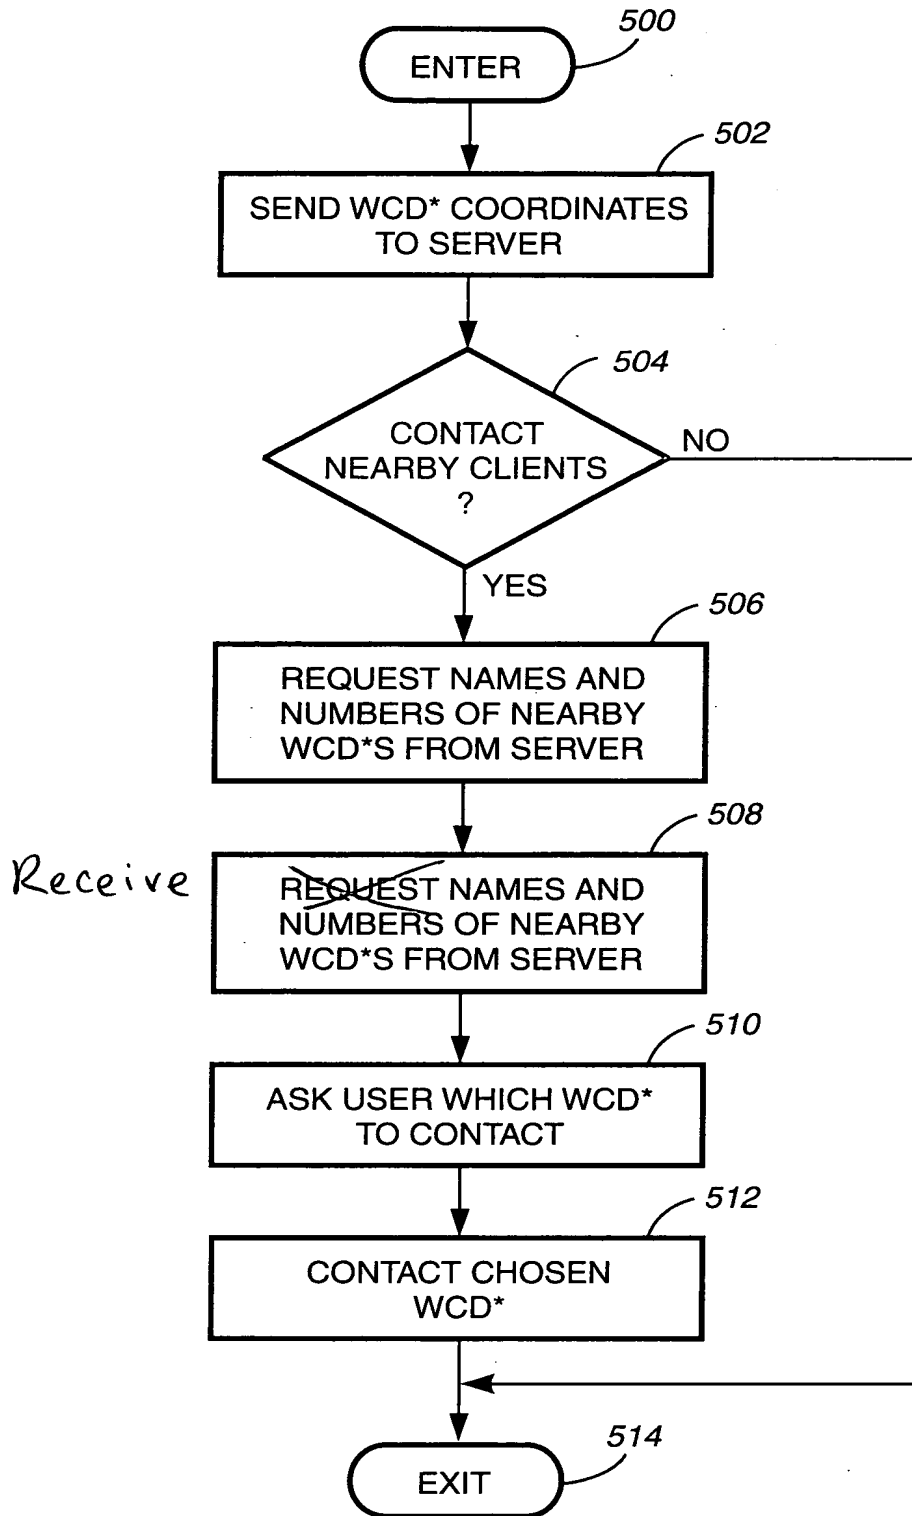 500
ENTER
502
SEND WCD* COORDINATES
TO SERVER
504
CONTACT
NEARBY CLIENTS
?
NO
YES
506
REQUEST NAMES AND
NUMBERS OF NEARBY
WCD*S FROM SERVER
508
Receive
REQUEST NAMES AND
NUMBERS OF NEARBY
WCD*S FROM SERVER
510
ASK USER WHICH WCD*
TO CONTACT
512
CONTACT CHOSEN
WCD*
514
EXIT